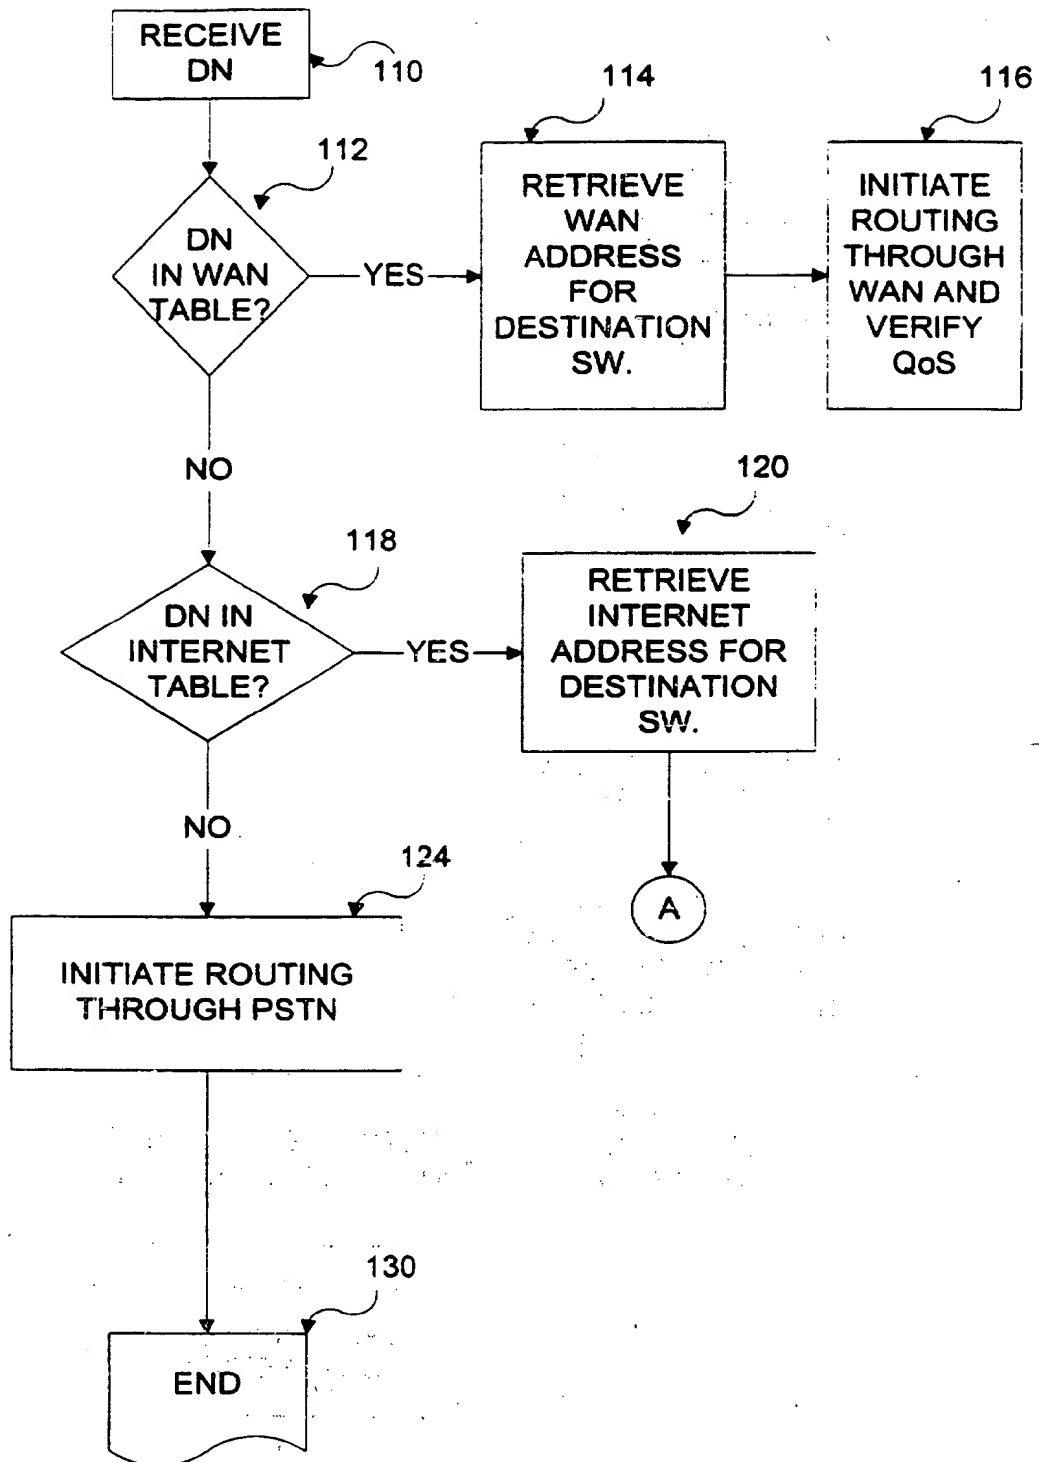 RECEIVE
DN
110
112
DN
IN WAN
TABLE?
YES
114
RETRIEVE
WAN
ADDRESS
FOR
DESTINATION
SW.
116
INITIATE
ROUTING
THROUGH
WAN AND
VERIFY
QoS
NO
118
DN IN
INTERNET
TABLE?
YES
120
RETRIEVE
INTERNET
ADDRESS FOR
DESTINATION
SW.
A
NO
124
INITIATE ROUTING
THROUGH PSTN
130
END